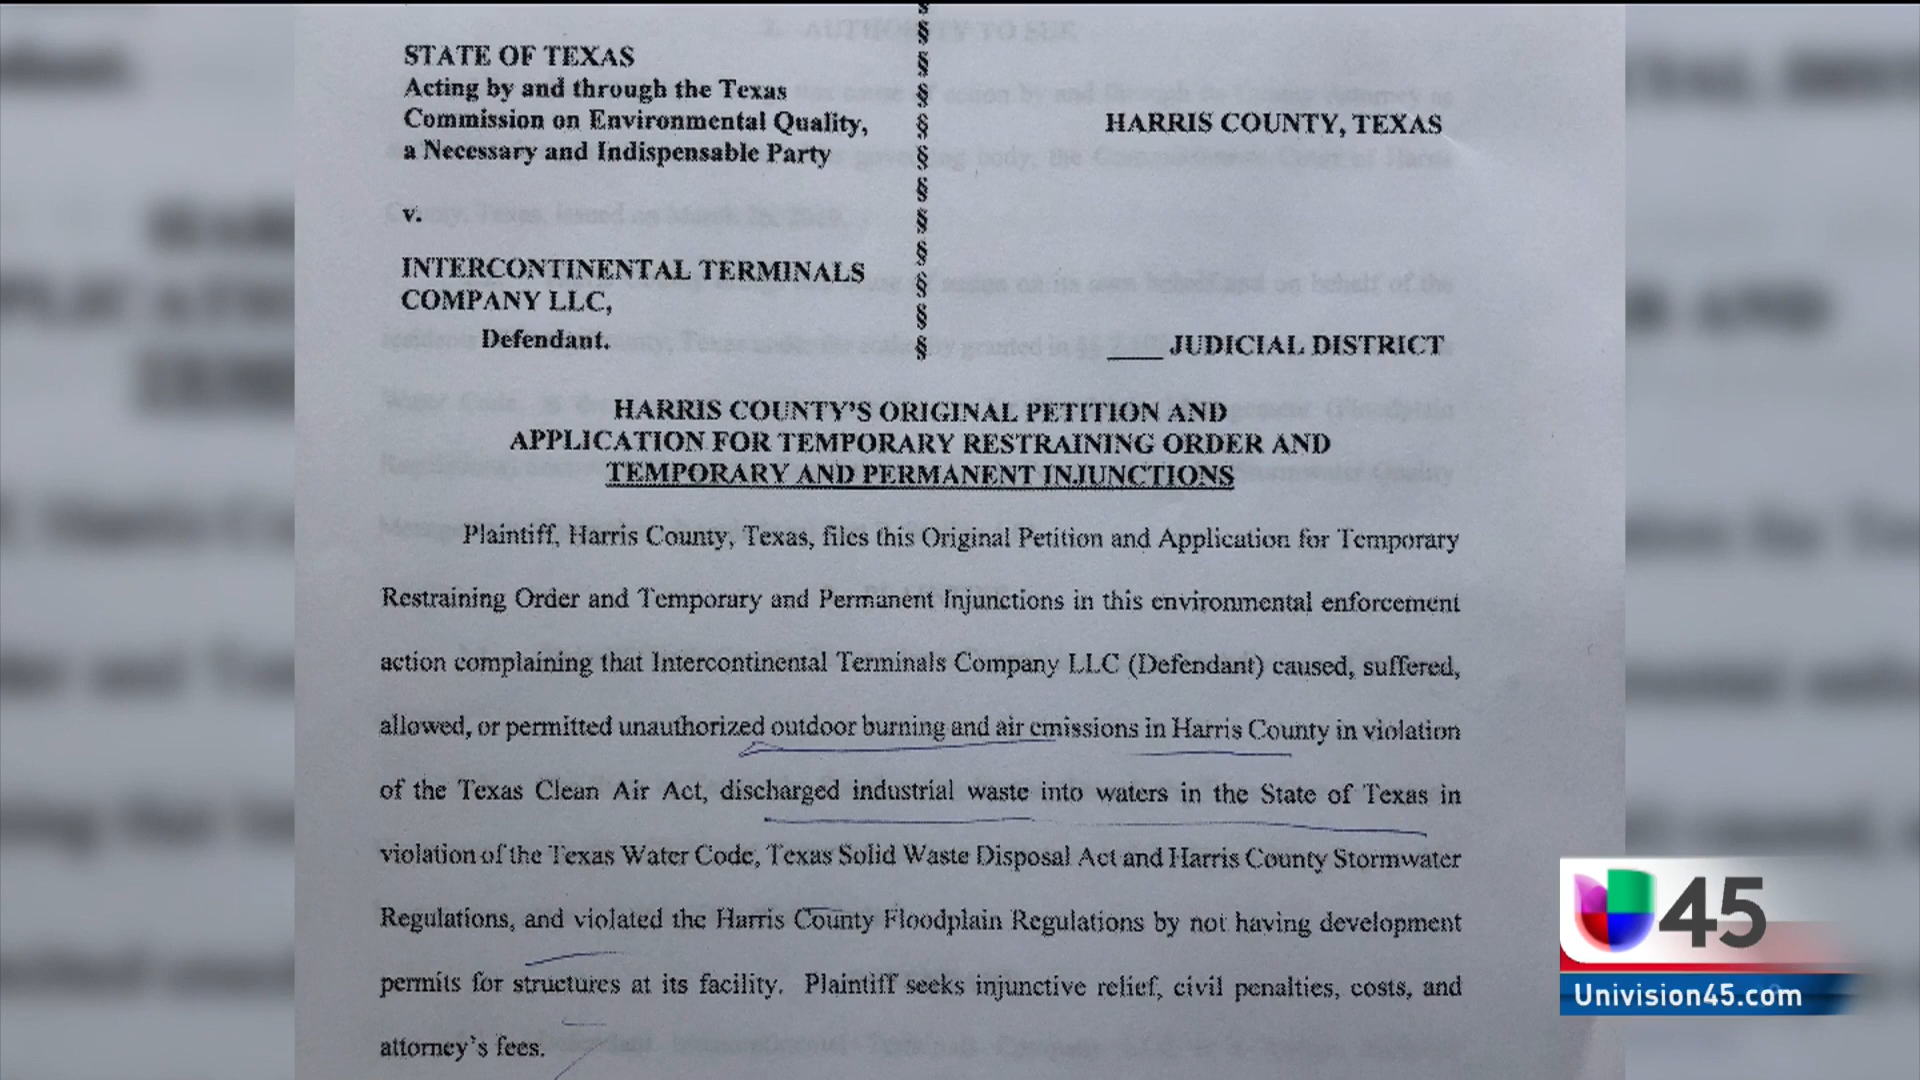 STATE OF TEXAS
Acting by and through the Texas
Commission on Environmental Quality,
a Necessary and Indispensable Party
v.
INTERCONTINENTAL TERMINALS
COMPANY LLC,
Defendant.
§
§
§
§
§
§
§
§
§
§
§
§
HARRIS COUNTY, TEXAS
____ JUDICIAL DISTRICT
HARRIS COUNTY'S ORIGINAL PETITION AND
APPLICATION FOR TEMPORARY RESTRAINING ORDER AND
TEMPORARY AND PERMANENT INJUNCTIONS
Plaintiff, Harris County, Texas, files this Original Petition and Application for Temporary
Restraining Order and Temporary and Permanent Injunctions in this environmental enforcement
action complaining that Intercontinental Terminals Company LLC (Defendant) caused, suffered,
allowed, or permitted unauthorized outdoor burning and air emissions in Harris County in violation
of the Texas Clean Air Act, discharged industrial waste into waters in the State of Texas in
violation of the Texas Water Code, Texas Solid Waste Disposal Act and Harris County Stormwater
Regulations, and violated the Harris County Floodplain Regulations by not having development
permits for structures at its facility. Plaintiff seeks injunctive relief, civil penalties, costs, and
attorney's fees.
45
Univision45.com